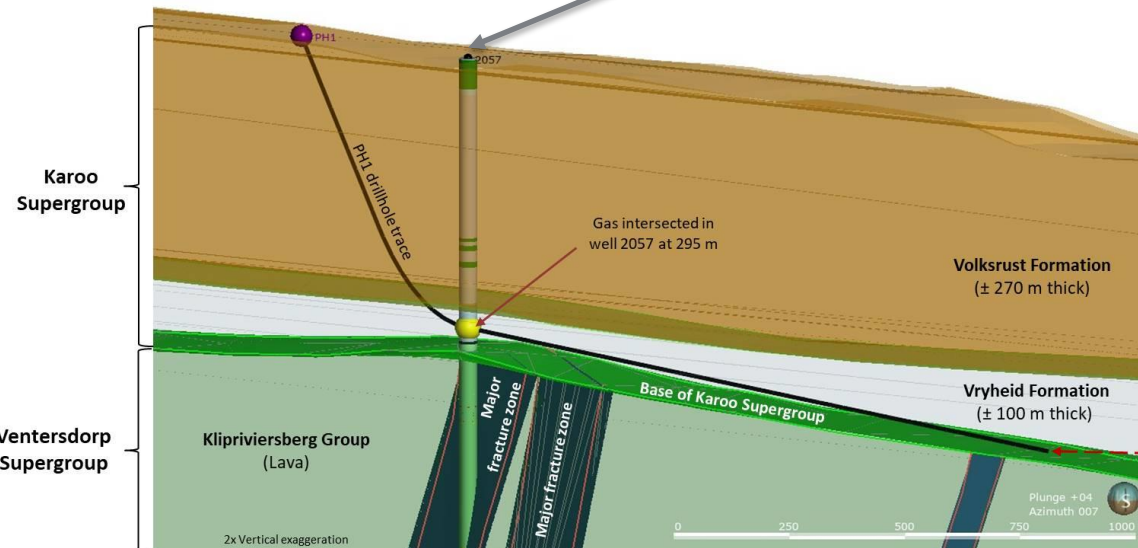 PH1
2057
Karoo
Supergroup
PH1 drillhole trace
Gas intersected in
well 2057 at 295 m
Volksrust Formation
(± 270 m thick)
Vryheid Formation
(± 100 m thick)
Base of Karoo Supergroup
Major
fracture zone
Major fracture zone
Klipriviersberg Group
(Lava)
Ventersdorp
Supergroup
2x Vertical exaggeration
Plunge +04
Azimuth 007
S
0 250 500 750 1000